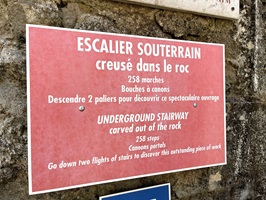 ESCALIER SOUTERRAIN
creusé dans le roc
258 marches
Bouches à canons
Descendre 2 paliers pour découvrir ce spectaculaire ouvrage
UNDERGROUND STAIRWAY
carved out of the rock
258 steps
Cannons portals
Go down two flights of stairs to discover this outstanding piece of work